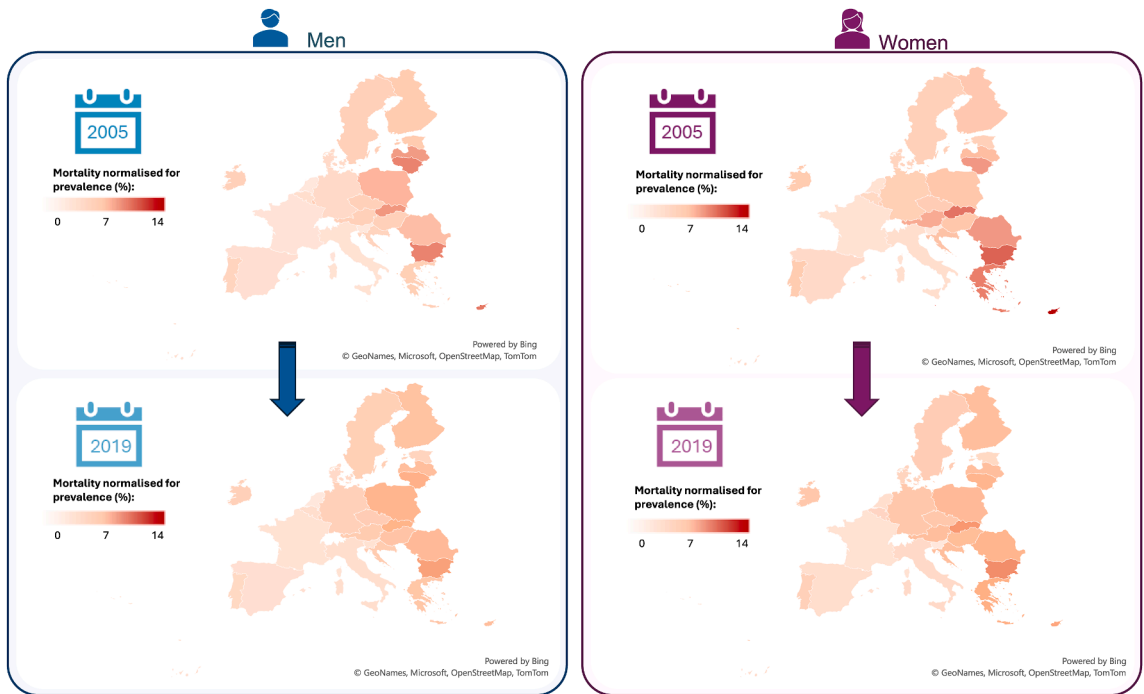 Men
2005
Mortality normalised for
prevalence (%):
0 7 14
Powered by Bing
© GeoNames, Microsoft, OpenStreetMap, TomTom
2019
Mortality normalised for
prevalence (%):
0 7 14
Powered by Bing
© GeoNames, Microsoft, OpenStreetMap, TomTom
Women
2005
Mortality normalised for
prevalence (%):
0 7 14
Powered by Bing
© GeoNames, Microsoft, OpenStreetMap, TomTom
2019
Mortality normalised for
prevalence (%):
0 7 14
Powered by Bing
© GeoNames, Microsoft, OpenStreetMap, TomTom